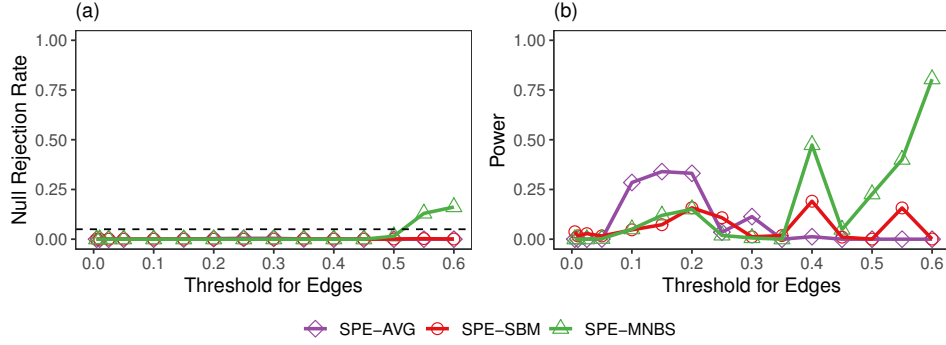 (a)
(b)
Null Rejection Rate
1.00
0.75
0.50
0.25
0.00
0.0 0.1 0.2 0.3 0.4 0.5 0.6
Threshold for Edges
Power
1.00
0.75
0.50
0.25
0.00
0.0 0.1 0.2 0.3 0.4 0.5 0.6
Threshold for Edges
SPE−AVG SPE−SBM SPE−MNBS